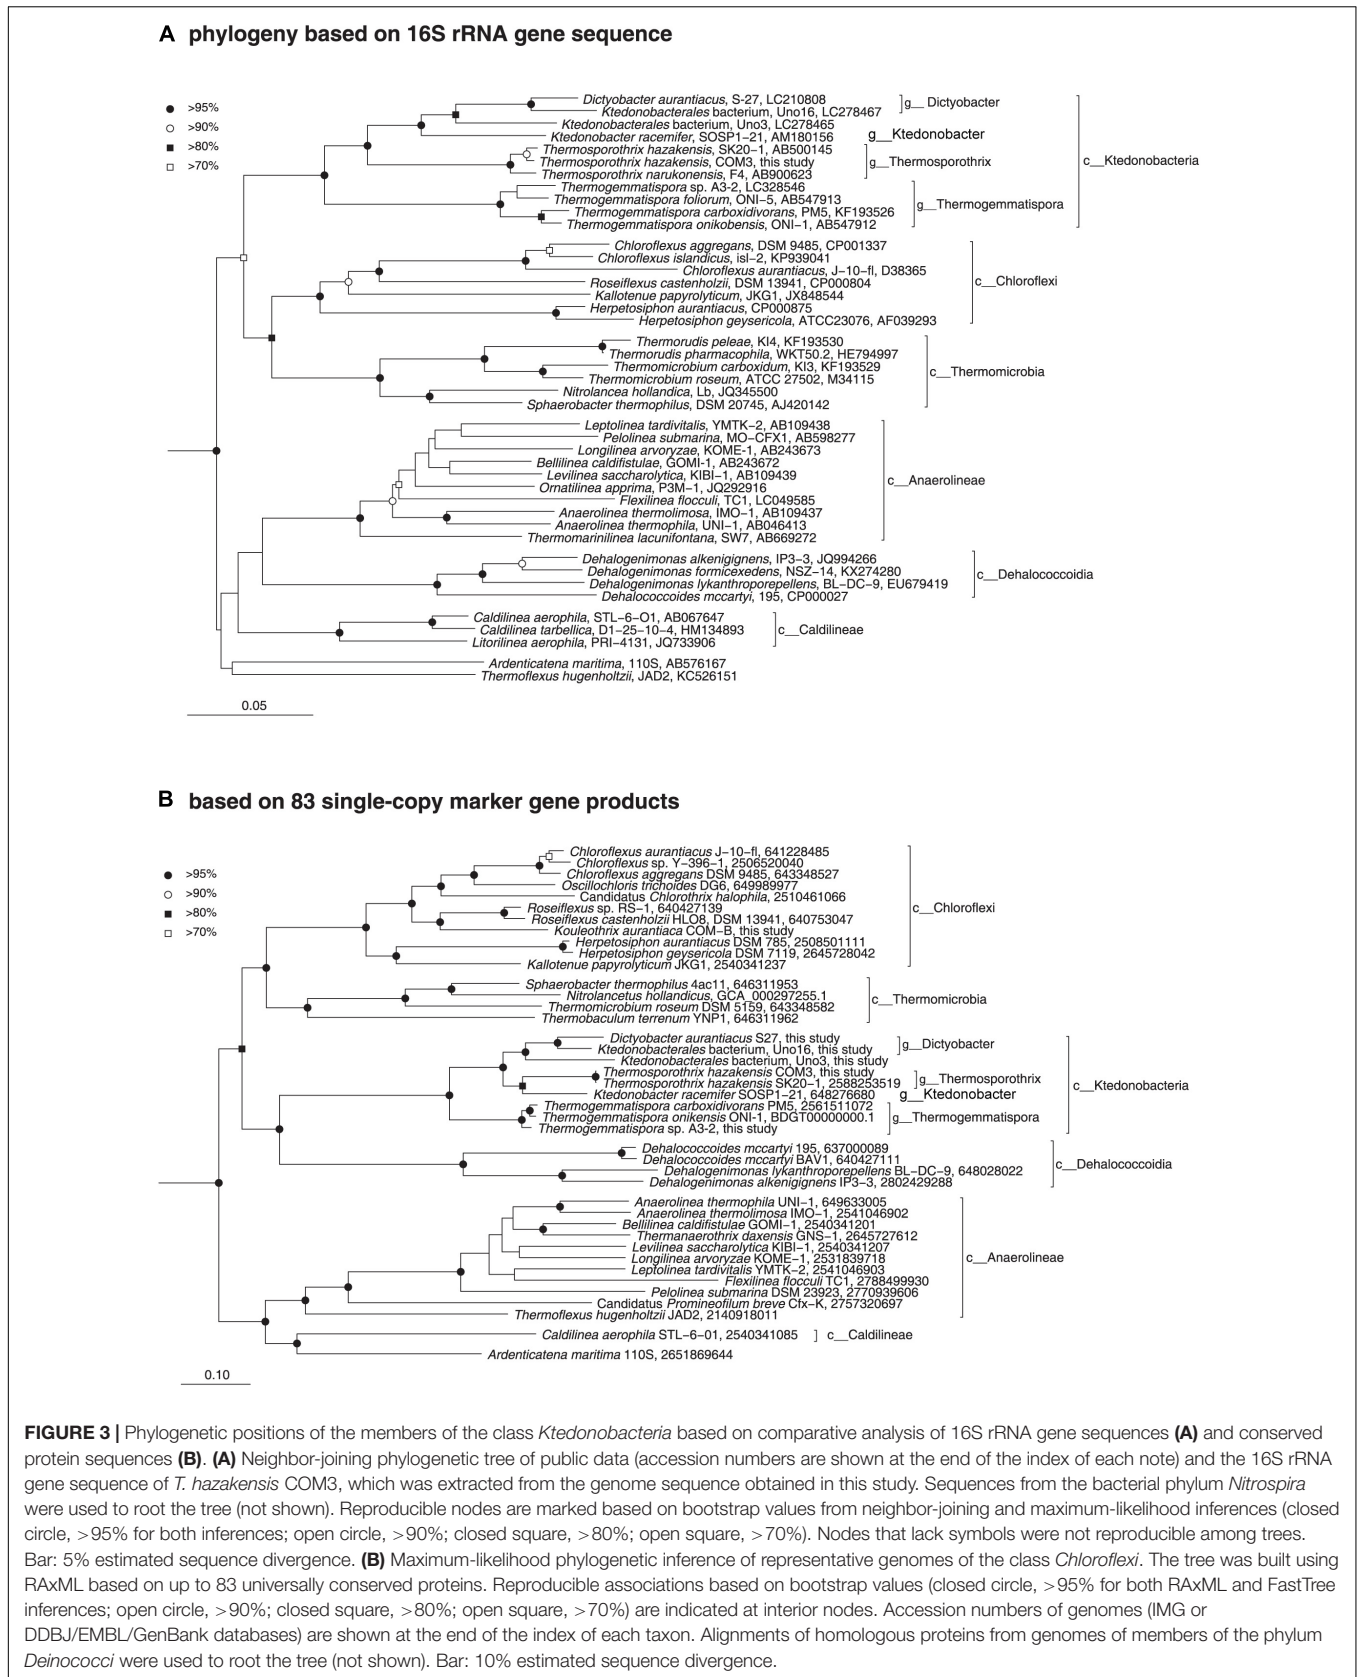 A phylogeny based on 16S rRNA gene sequence
>95%
>90%
>80%
>70%
Dictyobacter aurantiacus, S-27, LC210808
Ktedonobacterales bacterium, Uno16, LC278467
g__ Dictyobacter
Ktedonobacterales bacterium, Uno3, LC278465
Ktedonobacter racemifer, SOSP1-21, AM180156
g__Ktedonobacter
Thermosporothrix hazakensis, SK20-1, AB500145
Thermosporothrix hazakensis, COM3, this study
Thermosporothrix narukonensis, F4, AB900623
g__Thermosporothrix
Thermogemmatispora sp. A3-2, LC328546
Thermogemmatispora foliorum, ONI-5, AB547913
Thermogemmatispora carboxidivorans, PM5, KF193526
Thermogemmatispora onikobensis, ONI-1, AB547912
g__Thermogemmatispora
c__Ktedonobacteria
Chloroflexus aggregans, DSM 9485, CP001337
Chloroflexus islandicus, isl-2, KP939041
Chloroflexus aurantiacus, J-10-fl, D38365
Roseiflexus castenholzii, DSM 13941, CP000804
Kallotenue papyrolyticum, JKG1, JX848544
Herpetosiphon aurantiacus, CP000875
Herpetosiphon geysericola, ATCC23076, AF039293
c__Chloroflexi
Thermorudis peleae, KI4, KF193530
Thermorudis pharmacophila, WKT50.2, HE794997
Thermomicrobium carboxidum, KI3, KF193529
Thermomicrobium roseum, ATCC 27502, M34115
Nitrolancea hollandica, Lb, JQ345500
Sphaerobacter thermophilus, DSM 20745, AJ420142
c__Thermomicrobia
Leptolinea tardivitalis, YMTK-2, AB109438
Pelolinea submarina, MO-CFX1, AB598277
Longilinea arvoryzae, KOME-1, AB243673
Bellilinea caldifistulae, GOMI-1, AB243672
Levilinea saccharolytica, KIBI-1, AB109439
Ornatilinea apprima, P3M-1, JQ292916
Flexilinea flocculi, TC1, LC049585
Anaerolinea thermolimosa, IMO-1, AB109437
Anaerolinea thermophila, UNI-1, AB046413
Thermomarinilinea lacunifontana, SW7, AB669272
c__Anaerolineae
Dehalogenimonas alkenigignens, IP3-3, JQ994266
Dehalogenimonas formicexedens, NSZ-14, KX274280
Dehalogenimonas lykanthroporepellens, BL-DC-9, EU679419
Dehalococcoides mccartyi, 195, CP000027
c__Dehalococcoidia
Caldilinea aerophila, STL-6-O1, AB067647
Caldilinea tarbellica, D1-25-10-4, HM134893
Litorilinea aerophila, PRI-4131, JQ733906
c__Caldilineae
Ardenticatena maritima, 110S, AB576167
Thermoflexus hugenholtzii, JAD2, KC526151
0.05
B based on 83 single-copy marker gene products
>95%
>90%
>80%
>70%
Chloroflexus aurantiacus J-10-fl, 641228485
Chloroflexus sp. Y-396-1, 2506520040
Chloroflexus aggregans DSM 9485, 643348527
Oscillochloris trichoides DG6, 649989977
Candidatus Chlorothrix halophila, 2510461066
Roseiflexus sp. RS-1, 640427139
Roseiflexus castenholzii HLO8, DSM 13941, 640753047
Kouleothrix aurantiaca COM-B, this study
Herpetosiphon aurantiacus DSM 785, 2508501111
Herpetosiphon geysericola DSM 7119, 2645728042
Kallotenue papyrolyticum JKG1, 2540341237
c__Chloroflexi
Sphaerobacter thermophilus 4ac11, 646311953
Nitrolancetus hollandicus, GCA_000297255.1
Thermomicrobium roseum DSM 5159, 643348582
Thermobaculum terrenum YNP1, 646311962
c__Thermomicrobia
Dictyobacter aurantiacus S27, this study
Ktedonobacterales bacterium, Uno16, this study
g__Dictyobacter
Ktedonobacterales bacterium, Uno3, this study
Thermosporothrix hazakensis COM3, this study
Thermosporothrix hazakensis SK20-1, 2588253519
g__Thermosporothrix
Ktedonobacter racemifer SOSP1-21, 648276680
g__Ktedonobacter
Thermogemmatispora carboxidivorans PM5, 2561511072
Thermogemmatispora onikensis ONI-1, BDGT00000000.1
Thermogemmatispora sp. A3-2, this study
g__Thermogemmatispora
c__Ktedonobacteria
Dehalococcoides mccartyi 195, 637000089
Dehalococcoides mccartyi BAV1, 640427111
Dehalogenimonas lykanthroporepellens BL-DC-9, 648028022
Dehalogenimonas alkenigignens IP3-3, 2802429288
c__Dehalococcoidia
Anaerolinea thermophila UNI-1, 649633005
Anaerolinea thermolimosa IMO-1, 2541046902
Bellilinea caldifistulae GOMI-1, 2540341201
Thermanaerothrix daxensis GNS-1, 2645727612
Levilinea saccharolytica KIBI-1, 2540341207
Longilinea arvoryzae KOME-1, 2531839718
Leptolinea tardivitalis YMTK-2, 2541046903
Flexilinea flocculi TC1, 2788499930
Pelolinea submarina DSM 23923, 2770939606
Candidatus Promineofilum breve Cfx-K, 2757320697
Thermoflexus hugenholtzii JAD2, 2140918011
c__Anaerolineae
Caldilinea aerophila STL-6-01, 2540341085
c__Caldilineae
Ardenticatena maritima 110S, 2651869644
0.10
FIGURE 3 | Phylogenetic positions of the members of the class Ktedonobacteria based on comparative analysis of 16S rRNA gene sequences (A) and conserved
protein sequences (B). (A) Neighbor-joining phylogenetic tree of public data (accession numbers are shown at the end of the index of each note) and the 16S rRNA
gene sequence of T. hazakensis COM3, which was extracted from the genome sequence obtained in this study. Sequences from the bacterial phylum Nitrospira
were used to root the tree (not shown). Reproducible nodes are marked based on bootstrap values from neighbor-joining and maximum-likelihood inferences (closed
circle, >95% for both inferences; open circle, >90%; closed square, >80%; open square, >70%). Nodes that lack symbols were not reproducible among trees.
Bar: 5% estimated sequence divergence. (B) Maximum-likelihood phylogenetic inference of representative genomes of the class Chloroflexi. The tree was built using
RAxML based on up to 83 universally conserved proteins. Reproducible associations based on bootstrap values (closed circle, >95% for both RAxML and FastTree
inferences; open circle, >90%; closed square, >80%; open square, >70%) are indicated at interior nodes. Accession numbers of genomes (IMG or
DDBJ/EMBL/GenBank databases) are shown at the end of the index of each taxon. Alignments of homologous proteins from genomes of members of the phylum
Deinococci were used to root the tree (not shown). Bar: 10% estimated sequence divergence.